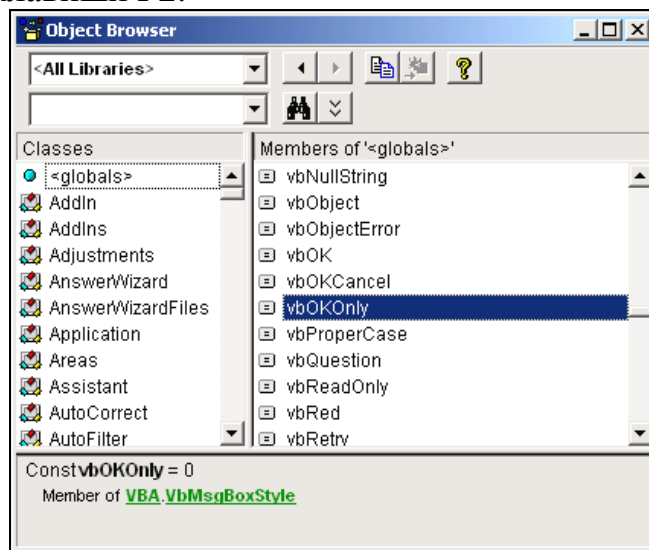 Object Browser
<All Libraries>
Classes
Members of '<globals>'
<globals>
AddIn
AddIns
Adjustments
AnswerWizard
AnswerWizardFiles
Application
Areas
Assistant
AutoCorrect
AutoFilter
vbNullString
vbObject
vbObjectError
vbOK
vbOKCancel
vbOKOnly
vbProperCase
vbQuestion
vbReadOnly
vbRed
vbRetry
Const vbOKOnly = 0
Member of VBA.VbMsgBoxStyle